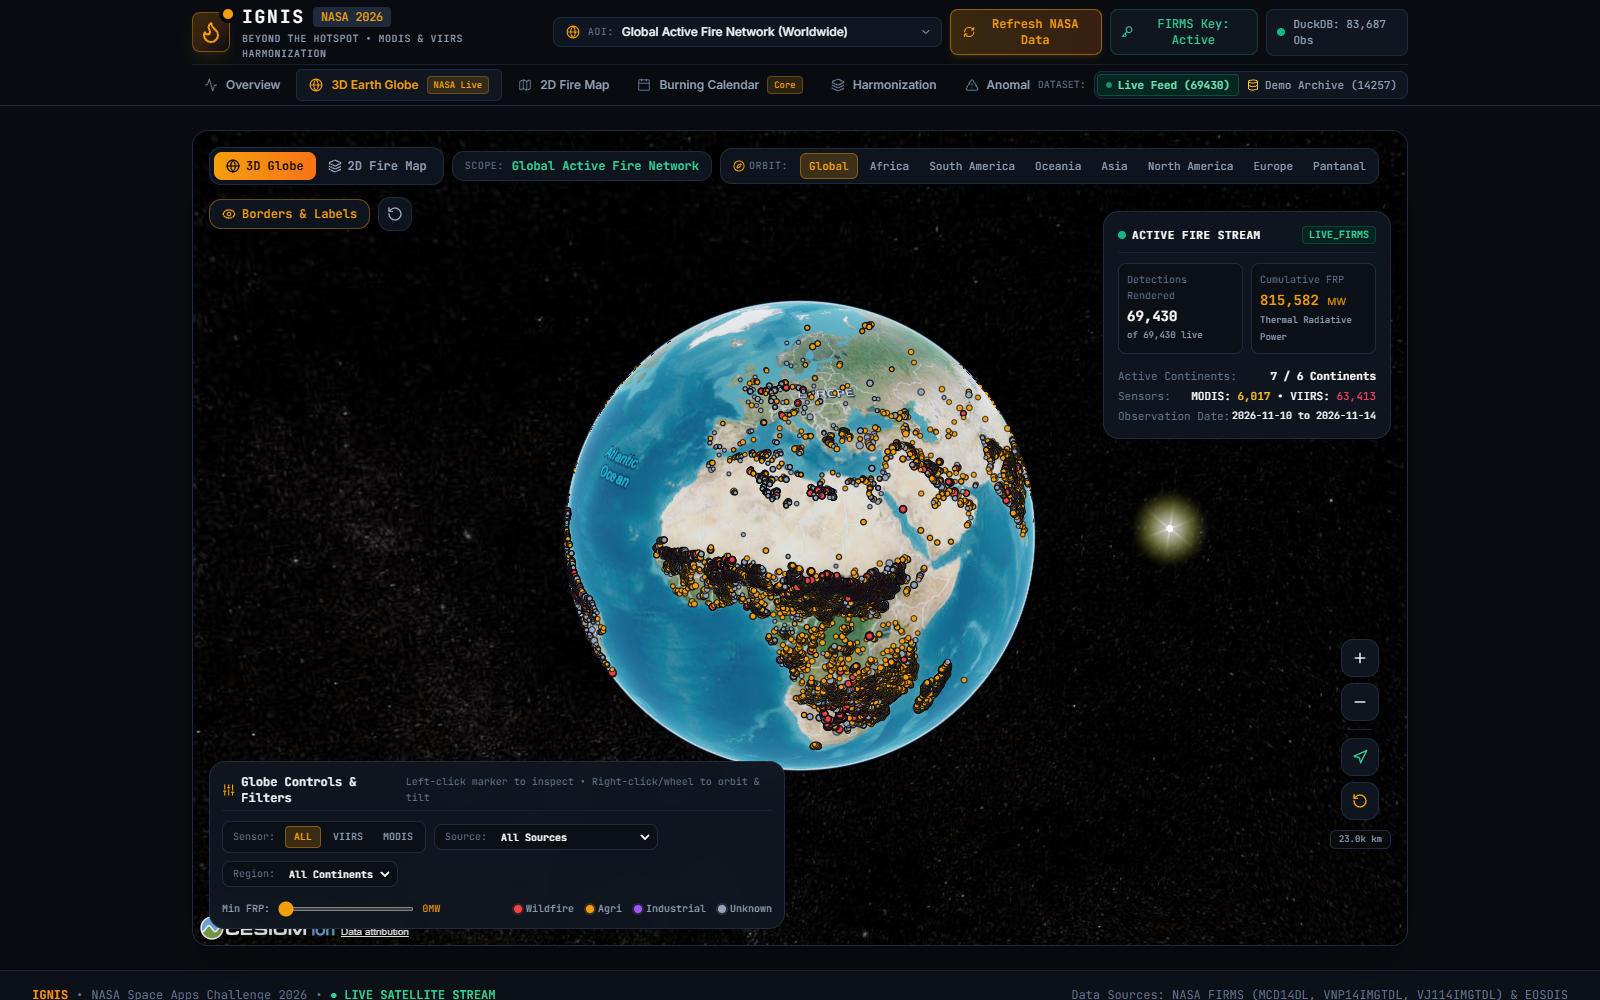 IGNIS NASA 2026
BEYOND THE HOTSPOT • MODIS & VIIRS
HARMONIZATION
AOI: Global Active Fire Network (Worldwide)
Refresh NASA
Data
FIRMS Key:
Active
DuckDB: 83,687
Obs
Overview
3D Earth Globe NASA Live
2D Fire Map
Burning Calendar Core
Harmonization
Anomal
DATASET: Live Feed (69430) Demo Archive (14257)
3D Globe 2D Fire Map
SCOPE: Global Active Fire Network
ORBIT: Global Africa South America Oceania Asia North America Europe Pantanal
Borders & Labels
ACTIVE FIRE STREAM LIVE_FIRMS
Detections
Rendered
69,430
of 69,430 live
Cumulative FRP
815,582 MW
Thermal Radiative
Power
Active Continents: 7 / 6 Continents
Sensors: MODIS: 6,017 • VIIRS: 63,413
Observation Date: 2026-11-10 to 2026-11-14
EUROPE
Atlantic
Ocean
+
−
23.0k km
Globe Controls &
Filters
Left-click marker to inspect • Right-click/wheel to orbit &
tilt
Sensor: ALL VIIRS MODIS
Source: All Sources
Region: All Continents
Min FRP: 0MW
Wildfire Agri Industrial Unknown
CESIUM ion Data attribution
IGNIS • NASA Space Apps Challenge 2026 • ● LIVE SATELLITE STREAM
Data Sources: NASA FIRMS (MCD14DL, VNP14IMGTDL, VJ114IMGTDL) & EOSDIS